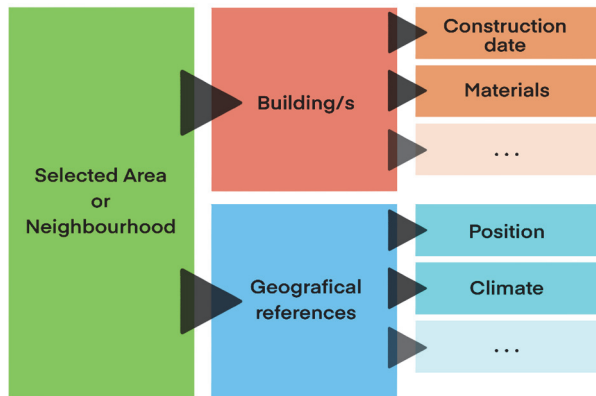 Selected Area
or
Neighbourhood
Building/s
Construction
date
Materials
...
Geografical
references
Position
Climate
...